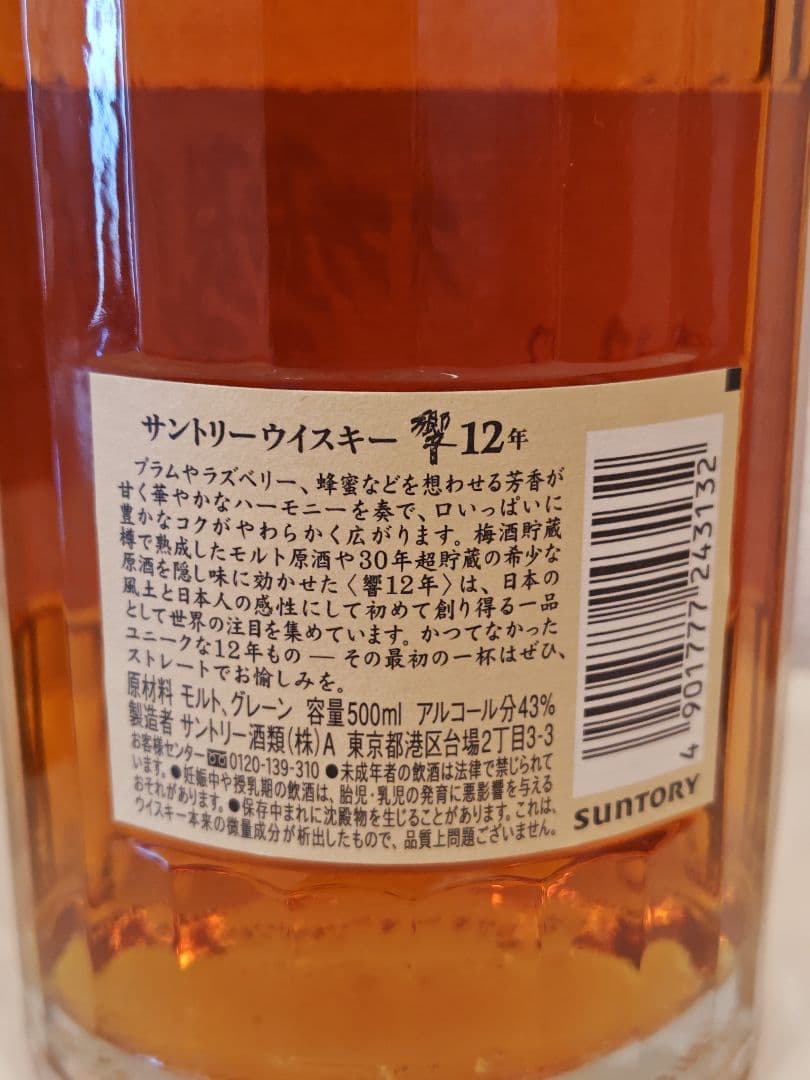 サントリーウイスキー 響 12年
プラムやラズベリー、蜂蜜などを想わせる芳香が
甘く華やかなハーモニーを奏で、口いっぱいに
豊かなコクがやわらかく広がります。梅酒貯蔵
樽で熟成したモルト原酒や30年超貯蔵の希少な
原酒を隠し味に効かせた〈響12年〉は、日本の
風土と日本人の感性にして初めて創り得る一品
として世界の注目を集めています。かつてなかった
ユニークな12年もの ― その最初の一杯はぜひ、
ストレートでお愉しみを。
原材料 モルト、グレーン 容量500ml アルコール分43%
製造者 サントリー酒類(株)A 東京都港区台場2丁目3-3
お客様センター 0120-139-310 ●未成年者の飲酒は法律で禁じられて
います。●妊娠中や授乳期の飲酒は、胎児・乳児の発育に悪影響を与える
おそれがあります。●保存中まれに沈殿物を生じることがあります。これは、
ウイスキー本来の微量成分が析出したもので、品質上問題ございません。
4 901777 243132
SUNTORY